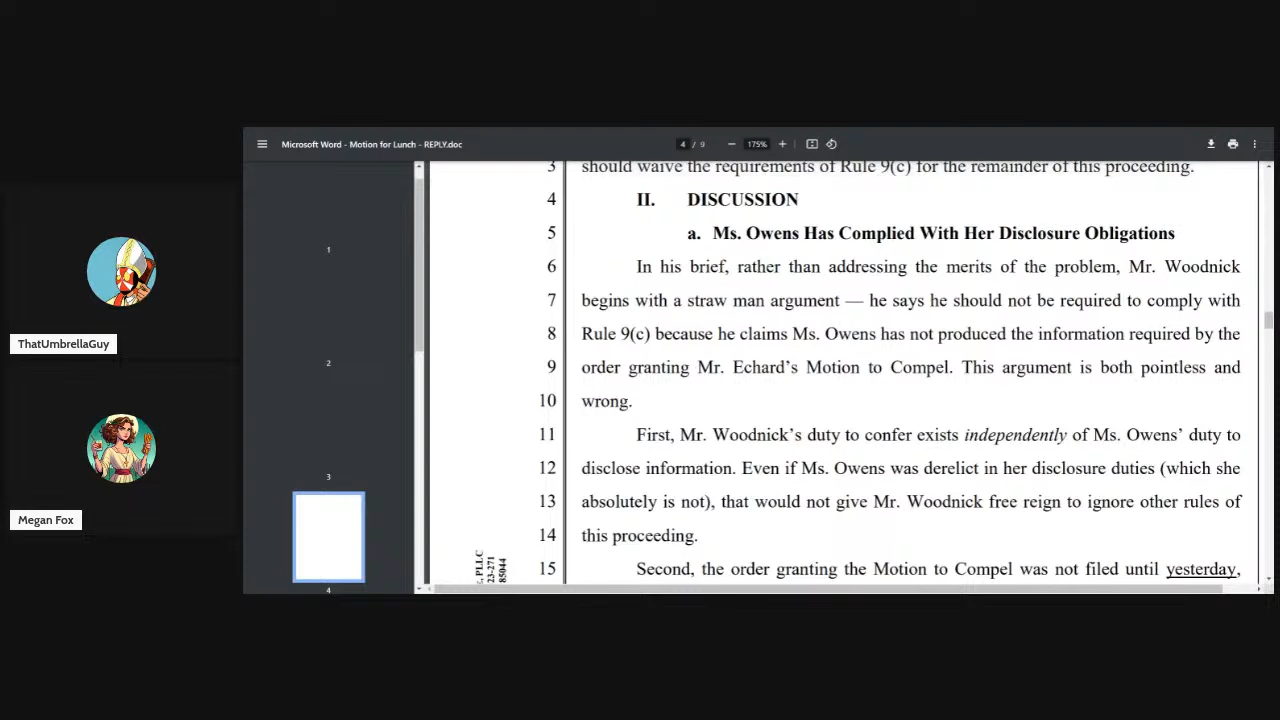 Microsoft Word - Motion for Lunch - REPLY.doc
4 / 9
175%
1
2
3
4
ThatUmbrellaGuy
Megan Fox
3 should waive the requirements of Rule 9(c) for the remainder of this proceeding.
4 II. DISCUSSION
5 a. Ms. Owens Has Complied With Her Disclosure Obligations
6 In his brief, rather than addressing the merits of the problem, Mr. Woodnick
7 begins with a straw man argument — he says he should not be required to comply with
8 Rule 9(c) because he claims Ms. Owens has not produced the information required by the
9 order granting Mr. Echard's Motion to Compel. This argument is both pointless and
10 wrong.
11 First, Mr. Woodnick's duty to confer exists independently of Ms. Owens' duty to
12 disclose information. Even if Ms. Owens was derelict in her disclosure duties (which she
13 absolutely is not), that would not give Mr. Woodnick free reign to ignore other rules of
14 this proceeding.
15 Second, the order granting the Motion to Compel was not filed until yesterday,
, PLLC
23-271
85044